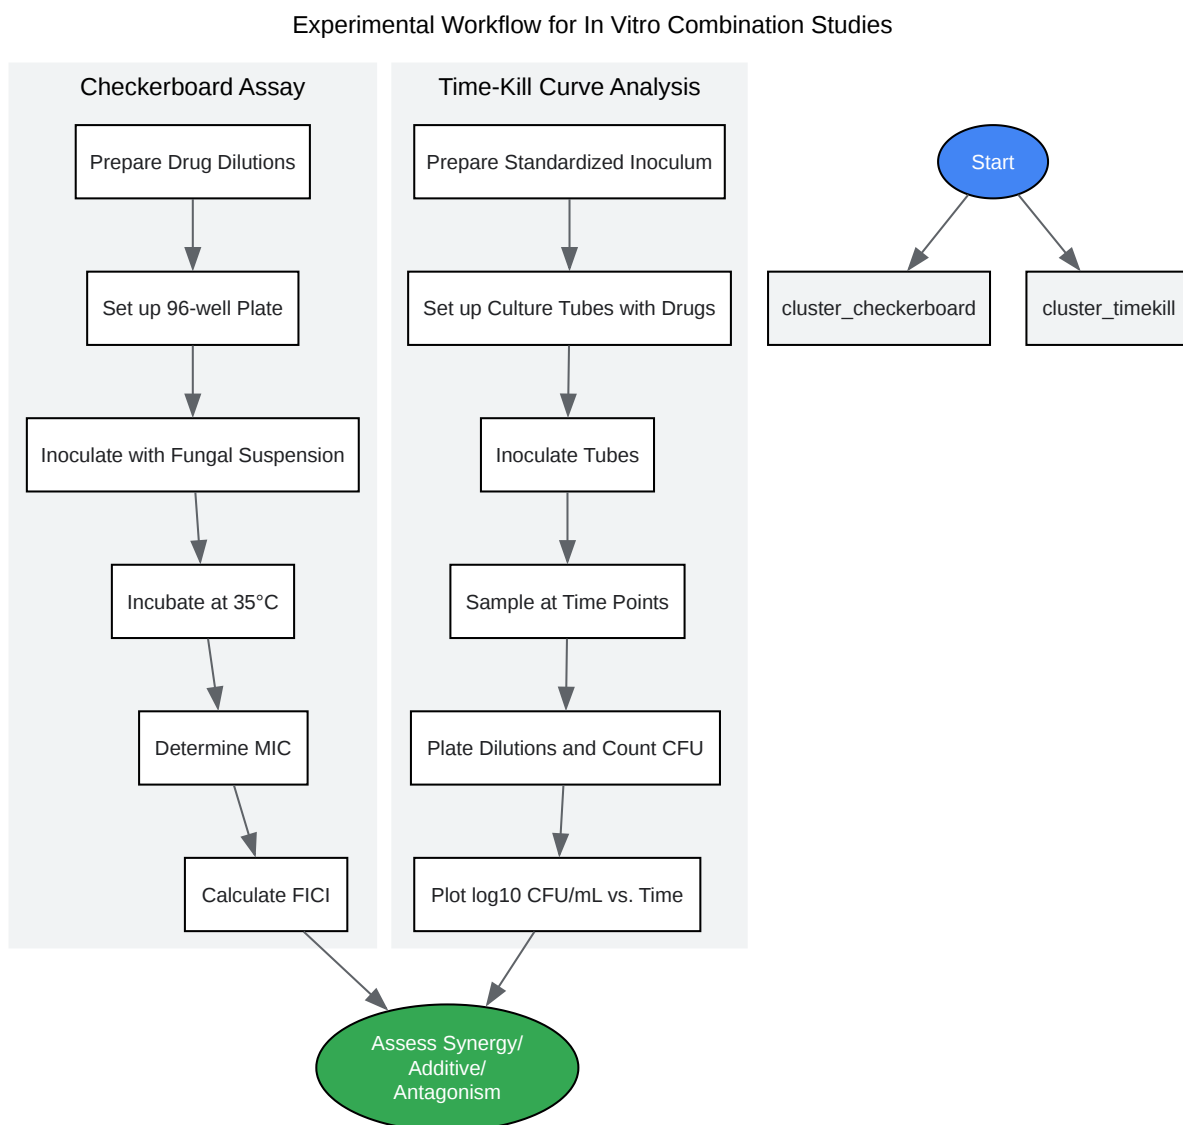 Experimental Workflow for In Vitro Combination Studies
Checkerboard Assay
Prepare Drug Dilutions
Set up 96-well Plate
Inoculate with Fungal Suspension
Incubate at 35°C
Determine MIC
Calculate FICI
Time-Kill Curve Analysis
Prepare Standardized Inoculum
Set up Culture Tubes with Drugs
Inoculate Tubes
Sample at Time Points
Plate Dilutions and Count CFU
Plot log10 CFU/mL vs. Time
Start
cluster_checkerboard
cluster_timekill
Assess Synergy/
Additive/
Antagonism